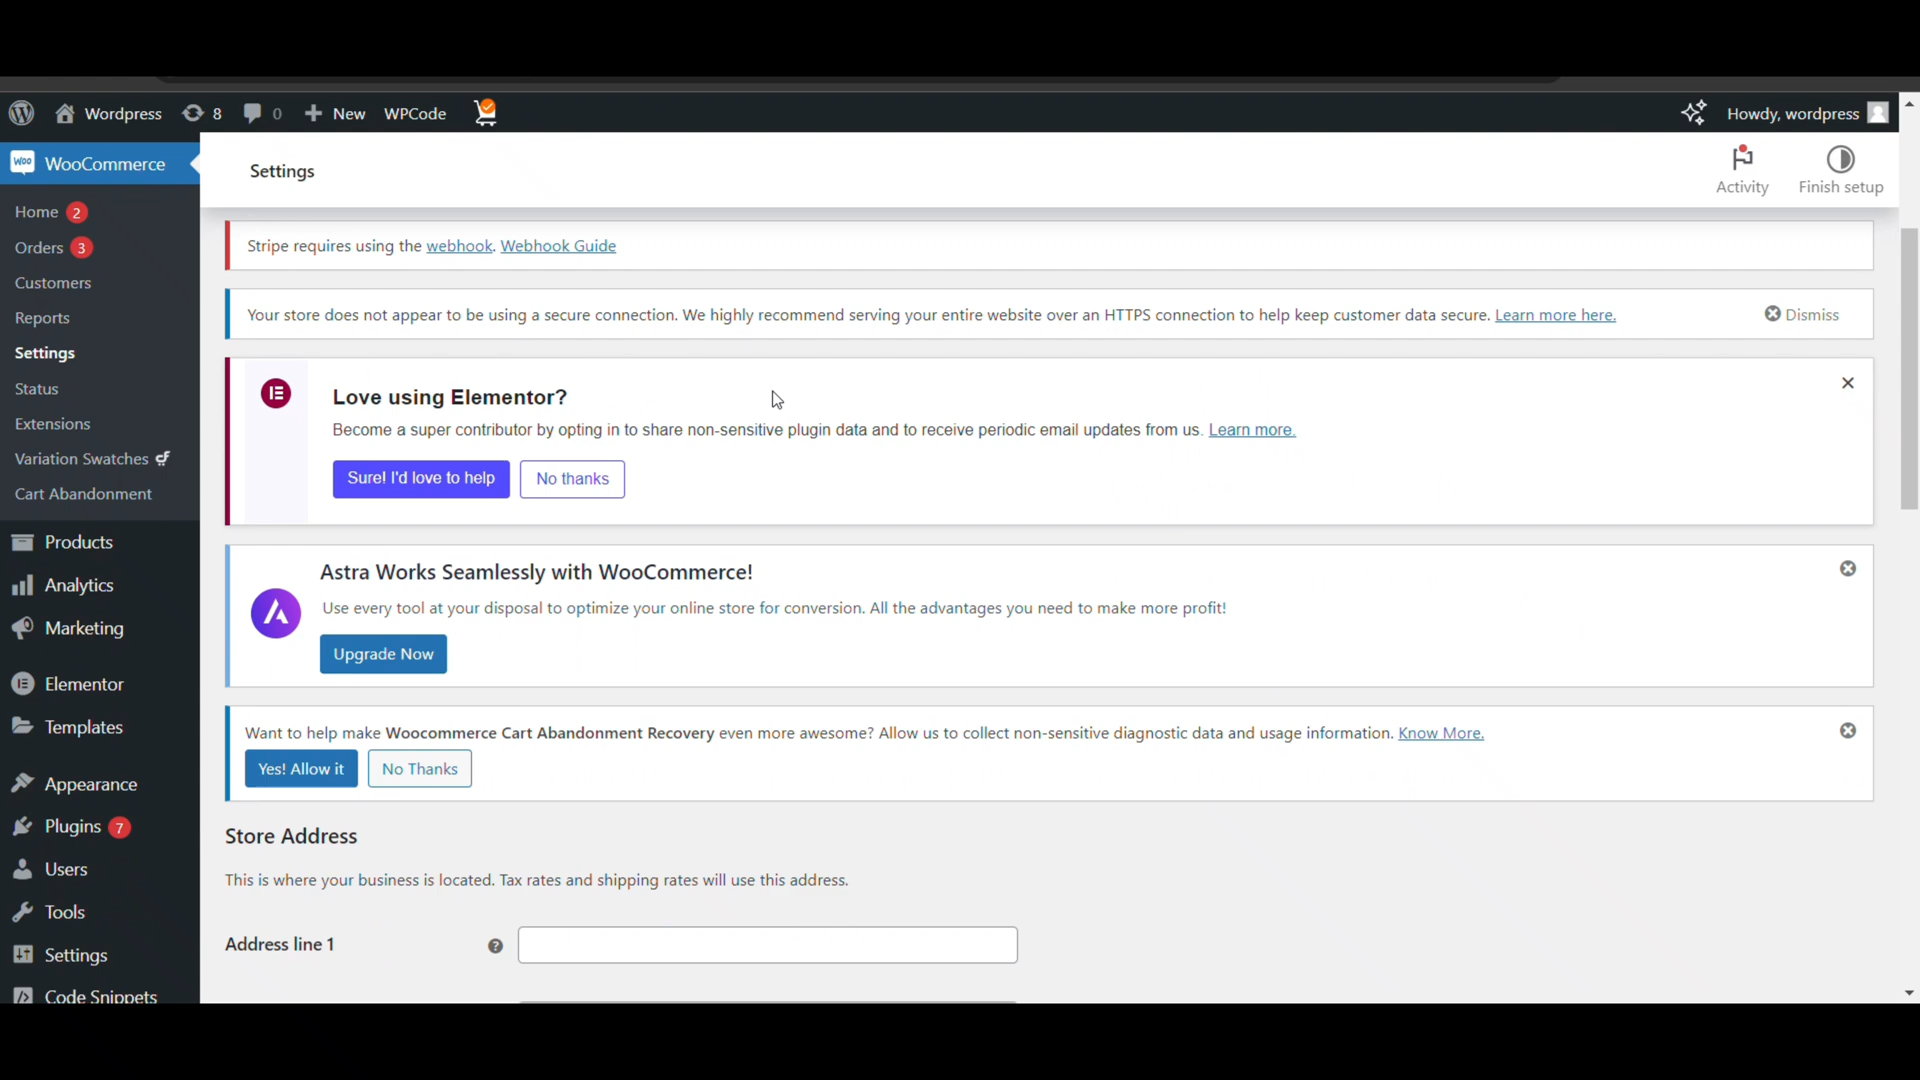 Wordpress 8 0 New WPCode Howdy, wordpress
WOO WooCommerce
Settings
Activity
Finish setup
Home 2
Orders 3
Customers
Reports
Settings
Status
Extensions
Variation Swatches
Cart Abandonment
Products
Analytics
Marketing
Elementor
Templates
Appearance
Plugins 7
Users
Tools
Settings
Code Snippets
Stripe requires using the webhook. Webhook Guide
Your store does not appear to be using a secure connection. We highly recommend serving your entire website over an HTTPS connection to help keep customer data secure. Learn more here. Dismiss
Love using Elementor?
Become a super contributor by opting in to share non-sensitive plugin data and to receive periodic email updates from us. Learn more.
Sure! I'd love to help No thanks
Astra Works Seamlessly with WooCommerce!
Use every tool at your disposal to optimize your online store for conversion. All the advantages you need to make more profit!
Upgrade Now
Want to help make Woocommerce Cart Abandonment Recovery even more awesome? Allow us to collect non-sensitive diagnostic data and usage information. Know More.
Yes! Allow it No Thanks
Store Address
This is where your business is located. Tax rates and shipping rates will use this address.
Address line 1 ?